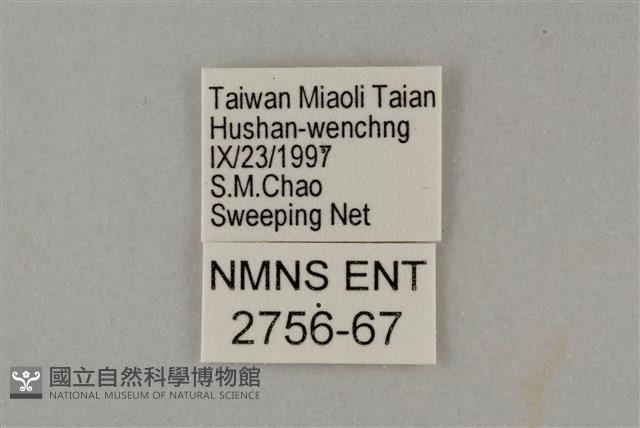 Taiwan Miaoli Taian
Hushan-wenchng
IX/23/1997
S.M.Chao
Sweeping Net
NMNS ENT
2756-67
國立自然科學博物館
NATIONAL MUSEUM OF NATURAL SCIENCE